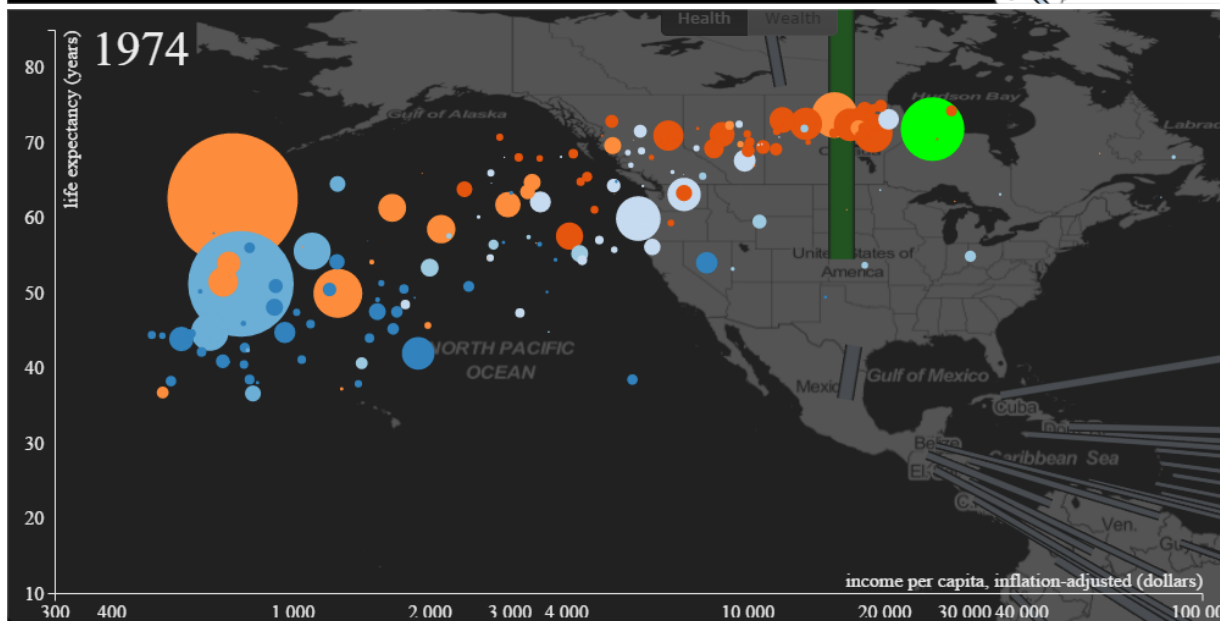 Health Wealth
1974
life expectancy (years)
80
70
60
50
40
30
20
10
Gulf of Alaska
Hudson Bay
Labrad
United States of
America
NORTH PACIFIC
OCEAN
Mexic
Gulf of Mexico
Cuba
Belize
Caribbean Sea
El.
C.
Ven.
income per capita, inflation-adjusted (dollars)
300 400 1 000 2 000 3 000 4 000 10 000 20 000 30 000 40 000 100 00